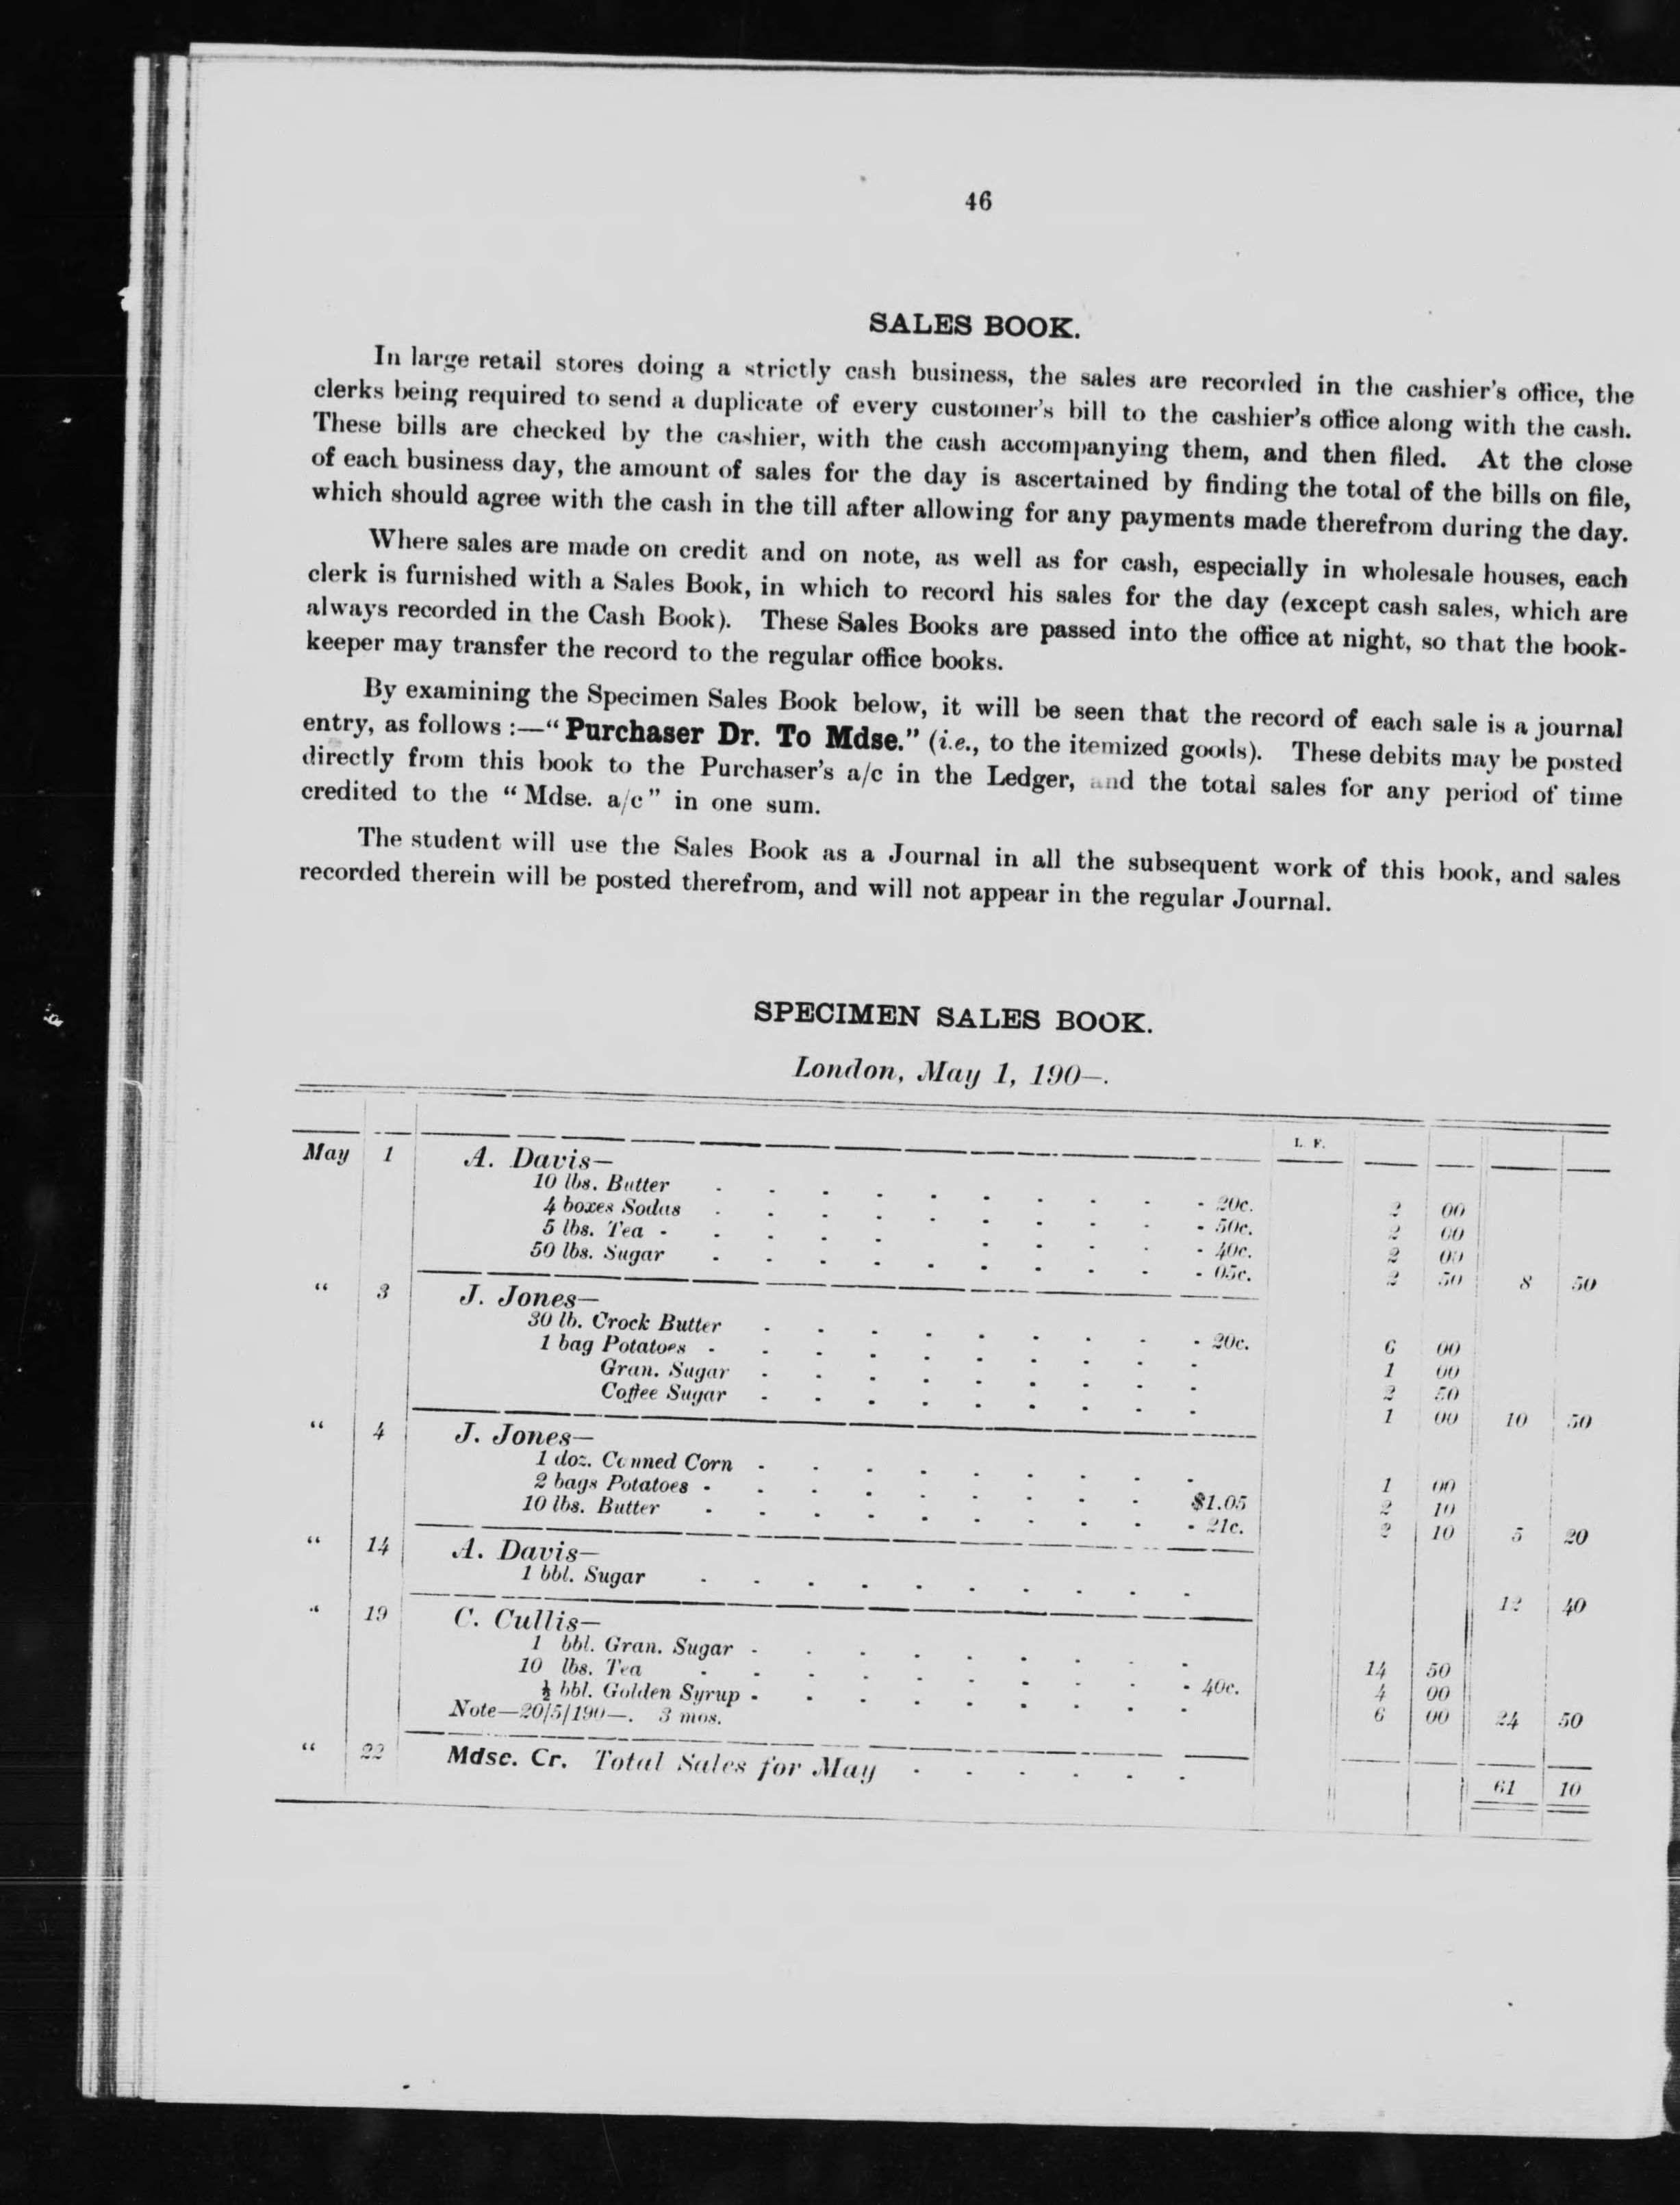 46
SALES BOOK.
In large retail stores doing a strictly cash business, the sales are recorded in the cashier's office, the
clerks being required to send a duplicate of every customer's bill to the cashier's office along with the cash.
These bills are checked by the cashier, with the cash accompanying them, and then filed. At the close
of each business day, the amount of sales for the day is ascertained by finding the total of the bills on file,
which should agree with the cash in the till after allowing for any payments made therefrom during the day.
Where sales are made on credit and on note, as well as for cash, especially in wholesale houses, each
clerk is furnished with a Sales Book, in which to record his sales for the day (except cash sales, which are
always recorded in the Cash Book). These Sales Books are passed into the office at night, so that the book-
keeper may transfer the record to the regular office books.
By examining the Specimen Sales Book below, it will be seen that the record of each sale is a journal
entry, as follows :—“ Purchaser Dr. To Mdse.” (i.e., to the itemized goods). These debits may be posted
directly from this book to the Purchaser's a/c in the Ledger, and the total sales for any period of time
credited to the “ Mdse. a/c ” in one sum.
The student will use the Sales Book as a Journal in all the subsequent work of this book, and sales
recorded therein will be posted therefrom, and will not appear in the regular Journal.
SPECIMEN SALES BOOK.
London, May 1, 190—.
L. F.
May 1 A. Davis—
10 lbs. Butter - - - - - - - - - - 20c. 2 00
4 boxes Sodas - - - - - - - - - - 50c. 2 00
5 lbs. Tea - - - - - - - - - - 40c. 2 00
50 lbs. Sugar - - - - - - - - - - 05c. 2 50 8 50
“ 3 J. Jones—
30 lb. Crock Butter - - - - - - - - - 20c. 6 00
1 bag Potatoes - - - - - - - - - - 1 00
Gran. Sugar - - - - - - - - - 2 50
Coffee Sugar - - - - - - - - - 1 00 10 50
“ 4 J. Jones—
1 doz. Canned Corn - - - - - - - - - 1 00
2 bags Potatoes - - - - - - - - - $1.05 2 10
10 lbs. Butter - - - - - - - - - - 21c. 2 10 5 20
“ 14 A. Davis—
1 bbl. Sugar - - - - - - - - - - 12 40
“ 19 C. Cullis—
1 bbl. Gran. Sugar - - - - - - - - - 14 50
10 lbs. Tea - - - - - - - - - - 40c. 4 00
½ bbl. Golden Syrup - - - - - - - - - 6 00 24 50
Note—20/5/190—. 3 mos.
“ 22 Mdse. Cr. Total Sales for May - - - - - - 61 10